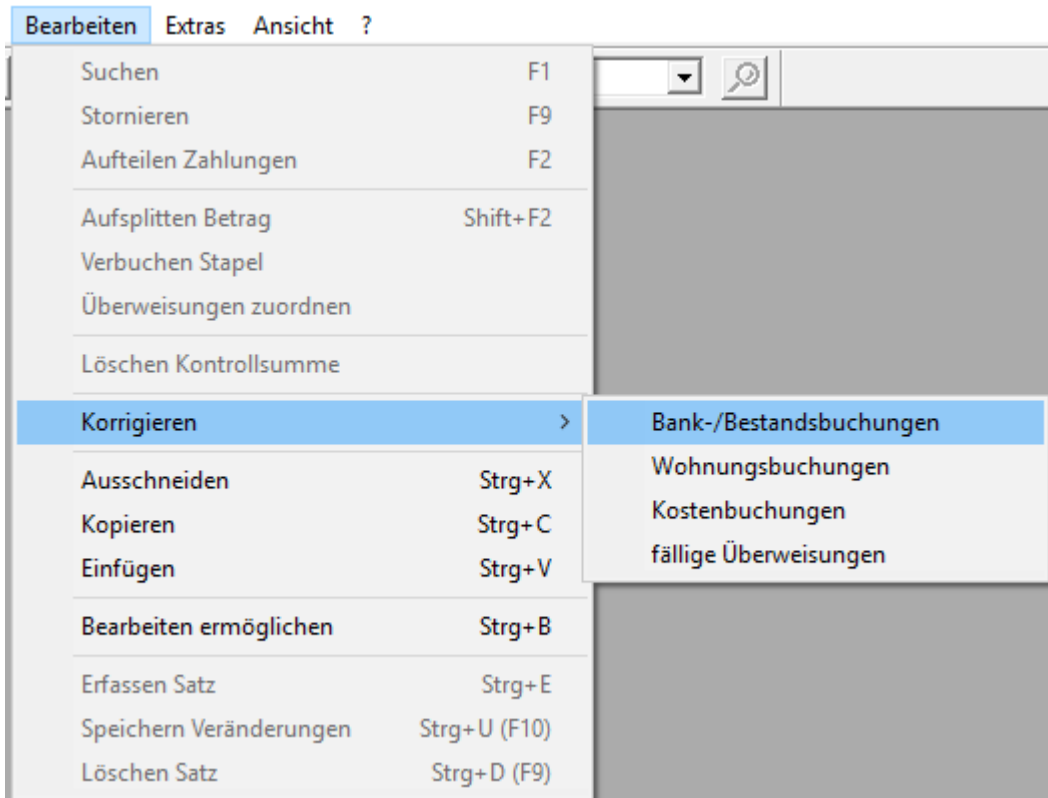 Bearbeiten Extras Ansicht ?
Suchen F1
Stornieren F9
Aufteilen Zahlungen F2
Aufsplitten Betrag Shift+F2
Verbuchen Stapel
Überweisungen zuordnen
Löschen Kontrollsumme
Korrigieren >
Bank-/Bestandsbuchungen
Wohnungsbuchungen
Kostenbuchungen
fällige Überweisungen
Ausschneiden Strg+X
Kopieren Strg+C
Einfügen Strg+V
Bearbeiten ermöglichen Strg+B
Erfassen Satz Strg+E
Speichern Veränderungen Strg+U (F10)
Löschen Satz Strg+D (F9)